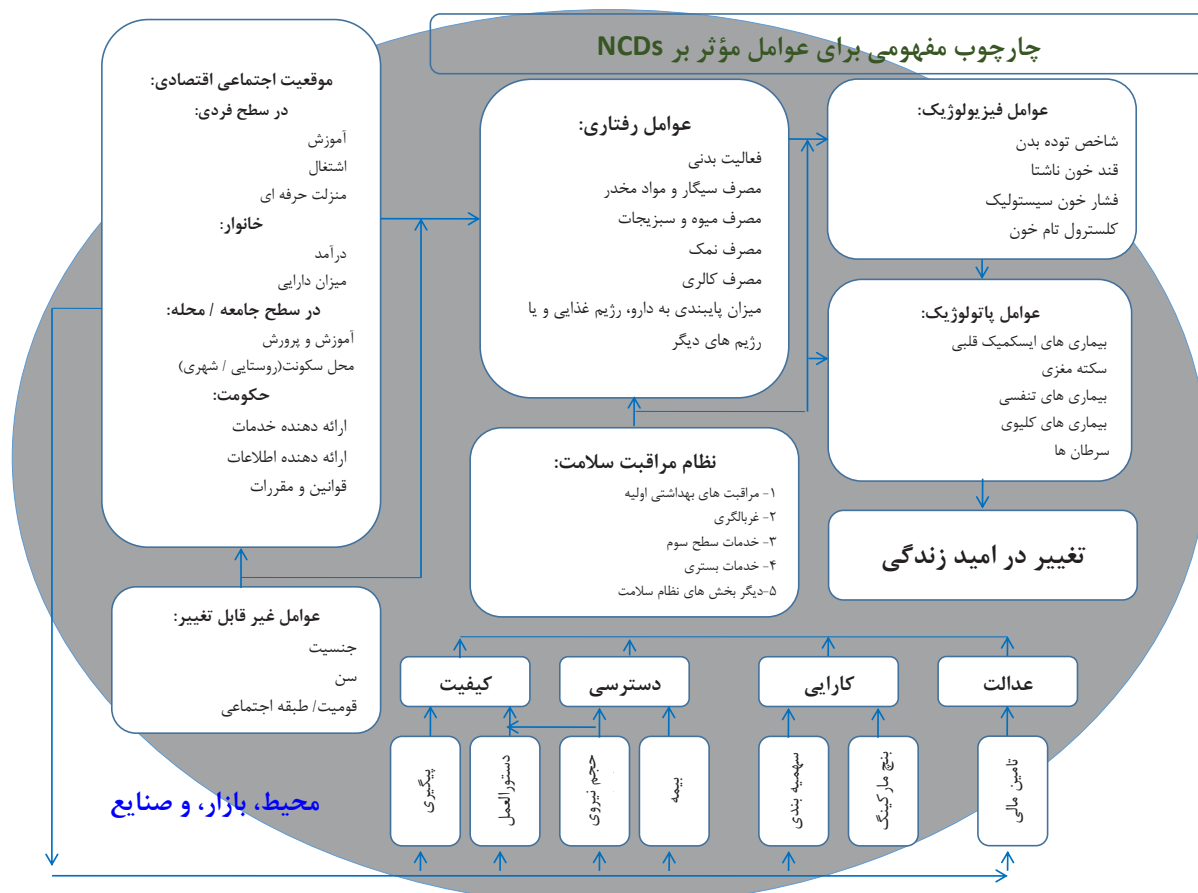 چارچوب مفهومی برای عوامل مؤثر بر NCDs
موقعیت اجتماعی اقتصادی:
در سطح فردی:
آموزش
اشتغال
منزلت حرفه ای
خانوار:
درآمد
میزان دارایی
در سطح جامعه / محله:
آموزش و پرورش
محل سکونت(روستایی / شهری)
حکومت:
ارائه دهنده خدمات
ارائه دهنده اطلاعات
قوانین و مقررات
عوامل غیر قابل تغییر:
جنسیت
سن
قومیت/ طبقه اجتماعی
عوامل رفتاری:
فعالیت بدنی
مصرف سیگار و مواد مخدر
مصرف میوه و سبزیجات
مصرف نمک
مصرف کالری
میزان پایبندی به دارو، رژیم غذایی و یا
رژیم های دیگر
نظام مراقبت سلامت:
۱- مراقبت های بهداشتی اولیه
۲- غربالگری
۳- خدمات سطح سوم
۴- خدمات بستری
۵-دیگر بخش های نظام سلامت
عوامل فیزیولوژیک:
شاخص توده بدن
قند خون ناشتا
فشار خون سیستولیک
کلسترول تام خون
عوامل پاتولوژیک:
بیماری های ایسکمیک قلبی
سکته مغزی
بیماری های تنفسی
بیماری های کلیوی
سرطان ها
تغییر در امید زندگی
عدالت
کارایی
دسترسی
کیفیت
تامین مالی
بنچ مارکینگ
سهمیه بندی
بیمه
حجم نیروی
دستورالعمل
پیگیری
محیط، بازار، و صنایع